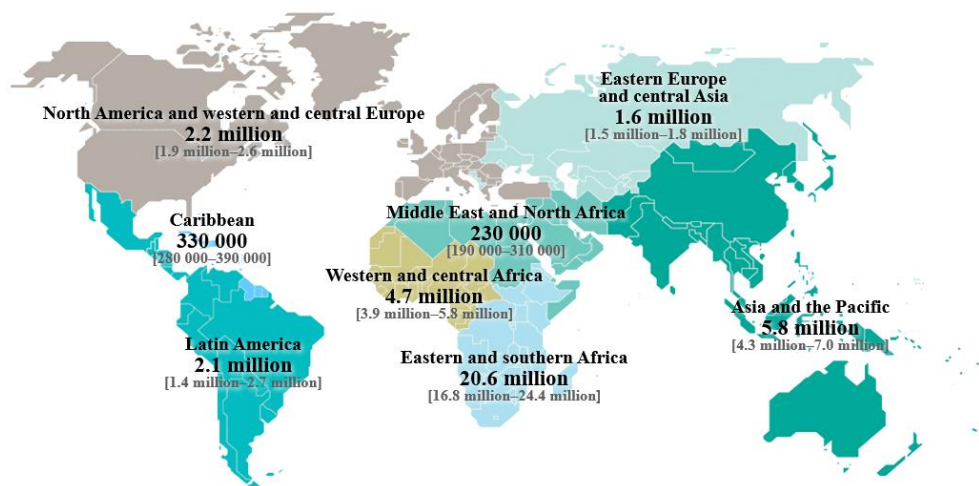 North America and western and central Europe
2.2 million
[1.9 million–2.6 million]
Eastern Europe
and central Asia
1.6 million
[1.5 million–1.8 million]
Caribbean
330 000
[280 000–390 000]
Middle East and North Africa
230 000
[190 000–310 000]
Western and central Africa
4.7 million
[3.9 million–5.8 million]
Asia and the Pacific
5.8 million
[4.3 million–7.0 million]
Latin America
2.1 million
[1.4 million–2.7 million]
Eastern and southern Africa
20.6 million
[16.8 million–24.4 million]